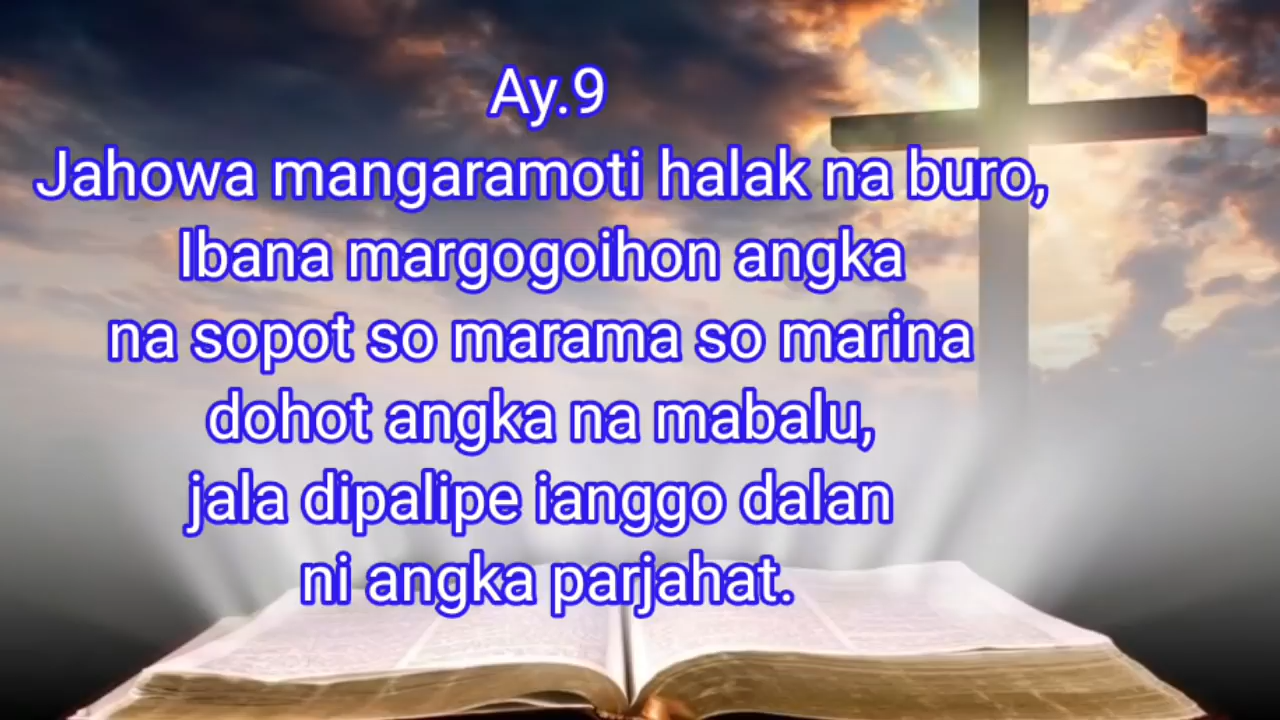 Ay.9
Jahowa mangaramoti halak na buro,
Ibana margogoihon angka
na sopot so marama so marina
dohot angka na mabalu,
jala dipalipe ianggo dalan
ni angka parjahat.